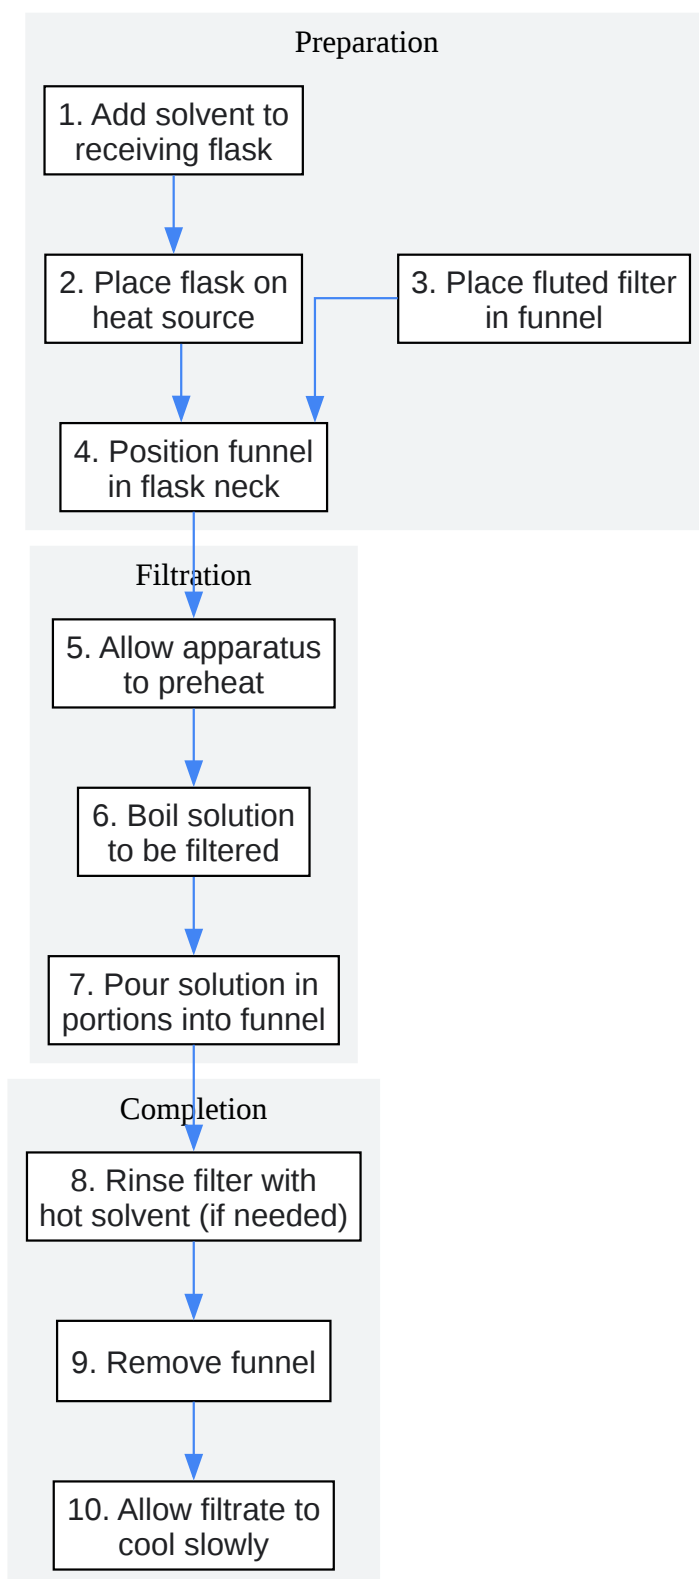 Preparation
1. Add solvent to
receiving flask
2. Place flask on
heat source
3. Place fluted filter
in funnel
4. Position funnel
in flask neck
Filtration
5. Allow apparatus
to preheat
6. Boil solution
to be filtered
7. Pour solution in
portions into funnel
Completion
8. Rinse filter with
hot solvent (if needed)
9. Remove funnel
10. Allow filtrate to
cool slowly